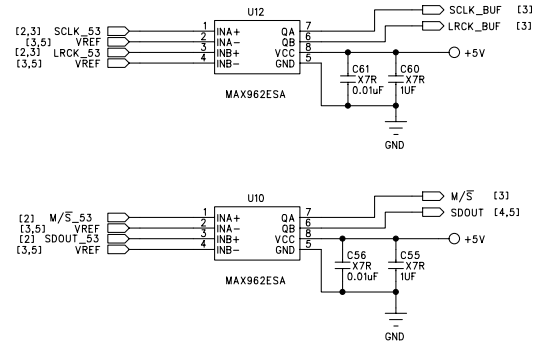 U12
[2,3] SCLK_53 1 INA+ QA 7 SCLK_BUF [3]
[3,5] VREF 2 INA- QB 6 LRCK_BUF [3]
[2,3] LRCK_53 3 INB+ VCC 8 +5V
[3,5] VREF 4 INB- GND 5
MAX962ESA
C61 X7R 0.01uF
C60 X7R 1UF
GND
U10
[2] M/S̅_53 1 INA+ QA 7 M/S̅ [3]
[3,5] VREF 2 INA- QB 6 SDOUT [4,5]
[2] SDOUT_53 3 INB+ VCC 8 +5V
[3,5] VREF 4 INB- GND 5
MAX962ESA
C56 X7R 0.01uF
C55 X7R 1UF
GND